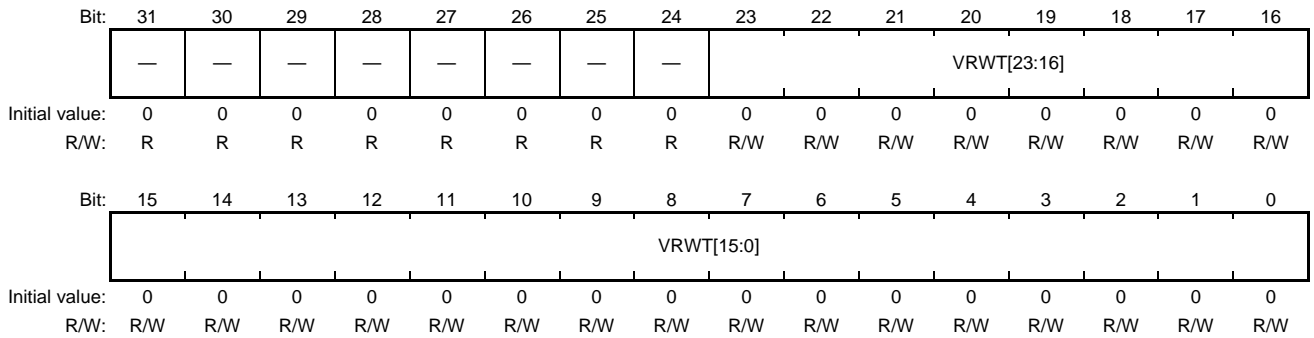 Bit: 31 30 29 28 27 26 25 24 23 22 21 20 19 18 17 16
— — — — — — — — VRWT[23:16]
Initial value: 0 0 0 0 0 0 0 0 0 0 0 0 0 0 0 0
R/W: R R R R R R R R R/W R/W R/W R/W R/W R/W R/W R/W
Bit: 15 14 13 12 11 10 9 8 7 6 5 4 3 2 1 0
VRWT[15:0]
Initial value: 0 0 0 0 0 0 0 0 0 0 0 0 0 0 0 0
R/W: R/W R/W R/W R/W R/W R/W R/W R/W R/W R/W R/W R/W R/W R/W R/W R/W